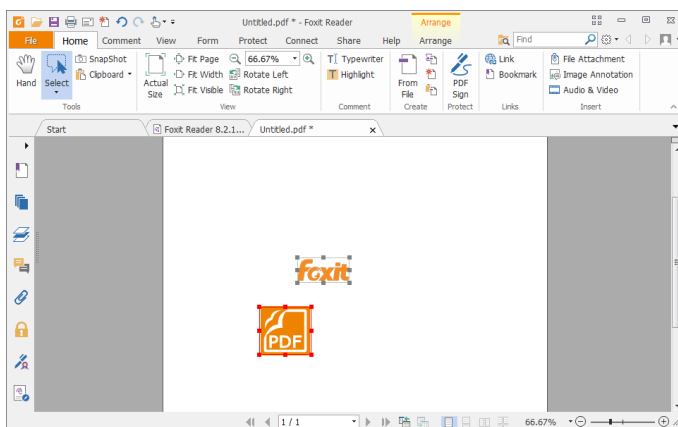 Untitled.pdf * - Foxit Reader
Arrange
File Home Comment View Form Protect Connect Share Help Arrange Find
Hand
Select
SnapShot
Clipboard
Tools
Actual Size
Fit Page
Fit Width
Fit Visible
66.67%
Rotate Left
Rotate Right
View
Typewriter
Highlight
Comment
From File
Create
PDF Sign
Protect
Link
Bookmark
Links
File Attachment
Image Annotation
Audio & Video
Insert
Start
Foxit Reader 8.2.1...
Untitled.pdf *
foxit
PDF
1 / 1
66.67%